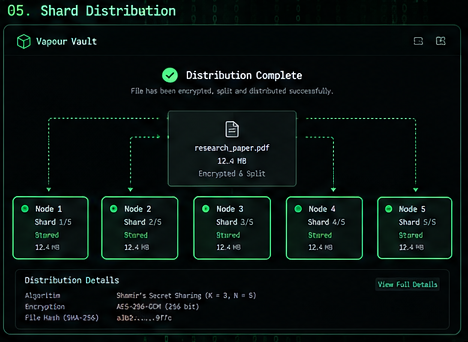 05. Shard Distribution
Vapour Vault
Distribution Complete
File has been encrypted, split and distributed successfully.
research_paper.pdf
12.4 MB
Encrypted & Split
Node 1
Shard 1/5
Stored
12.4 MB
Node 2
Shard 2/5
Stored
12.4 MB
Node 3
Shard 3/5
Stored
12.4 MB
Node 4
Shard 4/5
Stored
12.4 MB
Node 5
Shard 5/5
Stored
12.4 MB
Distribution Details
View Full Details
Algorithm Shamir's Secret Sharing (K = 3, N = 5)
Encryption AES-256-GCM (256 bit)
File Hash (SHA-256) a3b2......9ffc